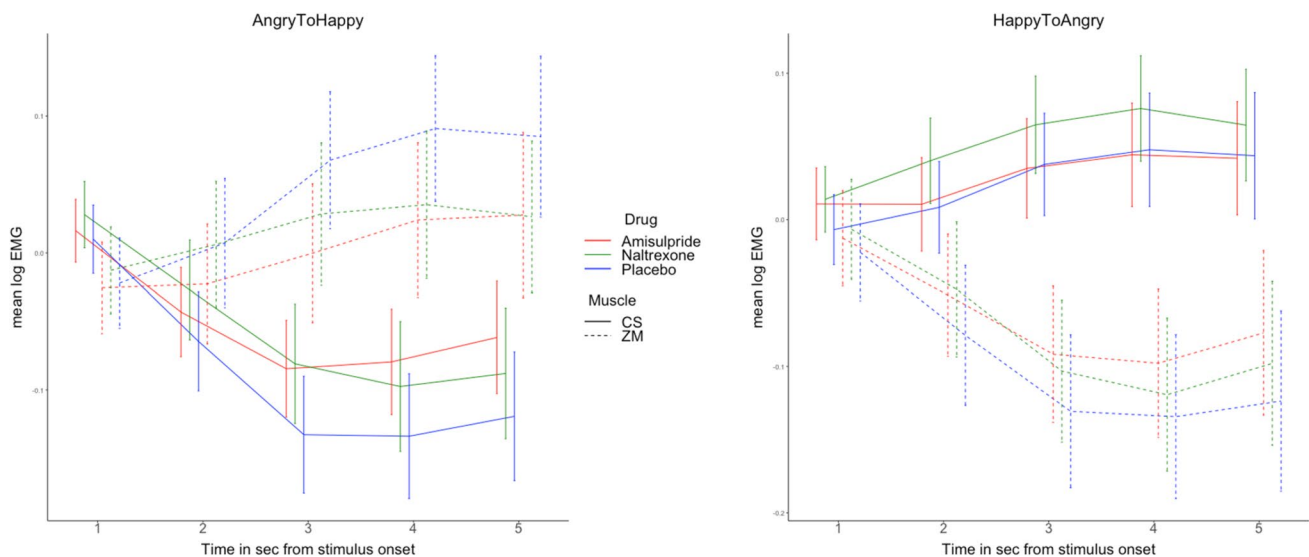 AngryToHappy
0.1
0.0
-0.1
mean log EMG
1 2 3 4 5
Time in sec from stimulus onset
Drug
Amisulpride
Naltrexone
Placebo
Muscle
CS
ZM
HappyToAngry
0.1
0.0
-0.1
-0.2
mean log EMG
1 2 3 4 5
Time in sec from stimulus onset